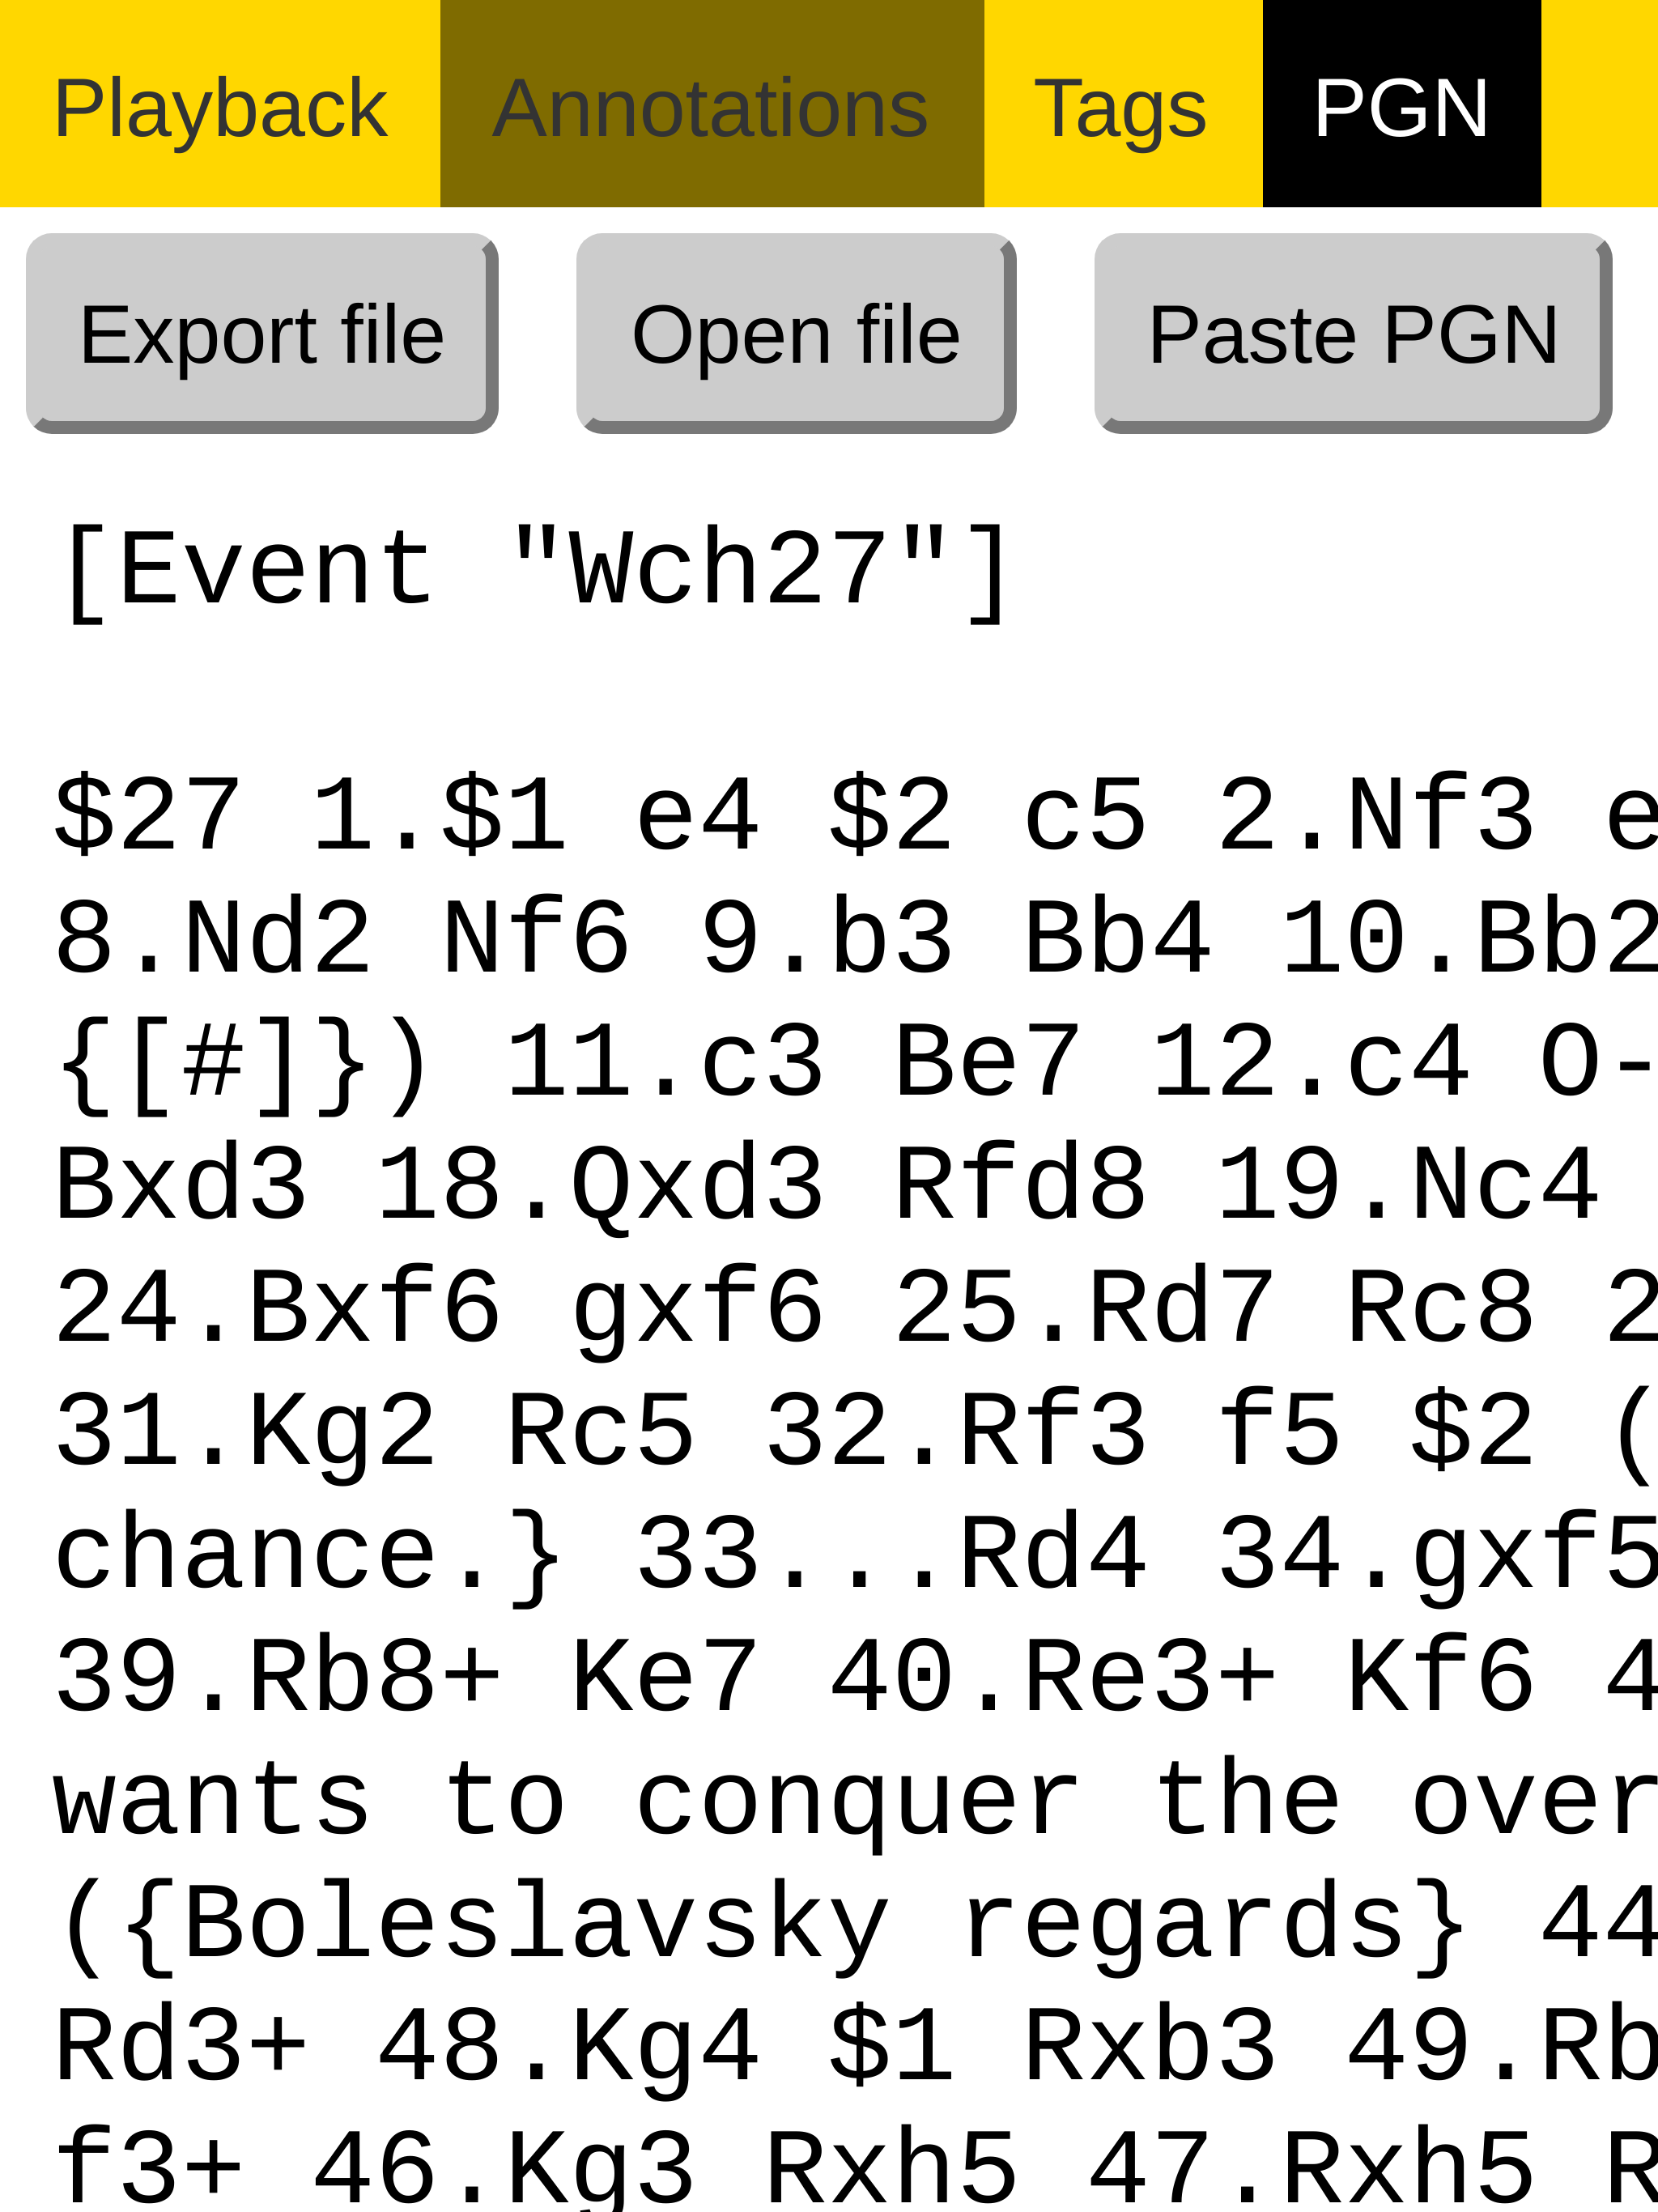 Playback Annotations Tags PGN
Export file Open file Paste PGN
[Event "Wch27"]
$27 1.$1 e4 $2 c5 2.Nf3 e
8.Nd2 Nf6 9.b3 Bb4 10.Bb2
{[#]}) 11.c3 Be7 12.c4 O-
Bxd3 18.Qxd3 Rfd8 19.Nc4
24.Bxf6 gxf6 25.Rd7 Rc8 2
31.Kg2 Rc5 32.Rf3 f5 $2 (
chance.} 33...Rd4 34.gxf5
39.Rb8+ Ke7 40.Re3+ Kf6 4
wants to conquer the over
({Boleslavsky regards} 44
Rd3+ 48.Kg4 $1 Rxb3 49.Rb
f3+ 46.Kg3 Rxh5 47.Rxh5 R